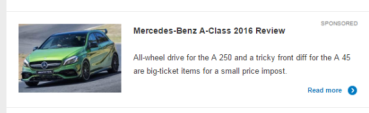 SPONSORED
Mercedes-Benz A-Class 2016 Review
All-wheel drive for the A 250 and a tricky front diff for the A 45
are big-ticket items for a small price impost.
Read more